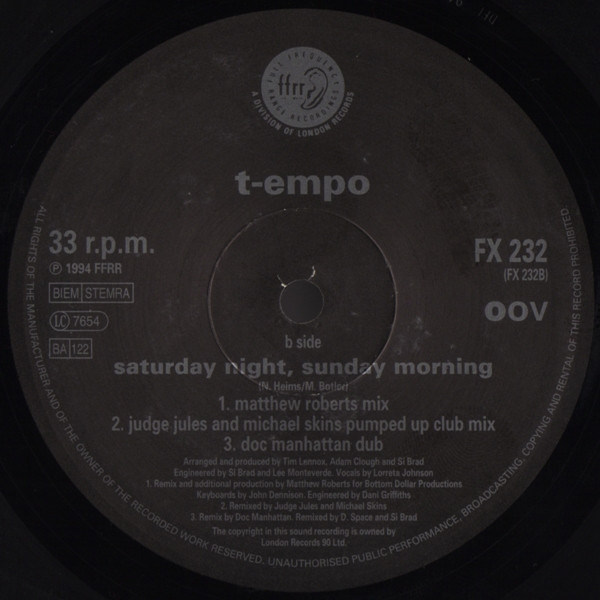 FULL FREQUENCY
ffrr
RANGE RECORDINGS
A DIVISION OF LONDON RECORDS
t-empo
33 r.p.m.
℗ 1994 FFRR
BIEM STEMRA
LC 7654
BA 122
FX 232
(FX 232B)
OOV
b side
saturday night, sunday morning
(N. Helms/M. Botlor)
1. matthew roberts mix
2. judge jules and michael skins pumped up club mix
3. doc manhattan dub
Arranged and produced by Tim Lennox, Adam Clough and Si Brad
Engineered by Si Brad and Lee Monteverde. Vocals by Lorreta Johnson
1. Remix and additional production by Matthew Roberts for Bottom Dollar Productions
Keyboards by John Dennison. Engineered by Dani Griffiths
2. Remixed by Judge Jules and Michael Skins
3. Remix by Doc Manhattan. Remixed by D. Space and Si Brad
The copyright in this sound recording is owned by
London Records 90 Ltd.
ALL RIGHTS OF THE MANUFACTURER AND OF THE OWNER OF THE RECORDED WORK RESERVED. UNAUTHORISED PUBLIC PERFORMANCE, BROADCASTING, COPYING AND RENTAL OF THIS RECORD PROHIBITED